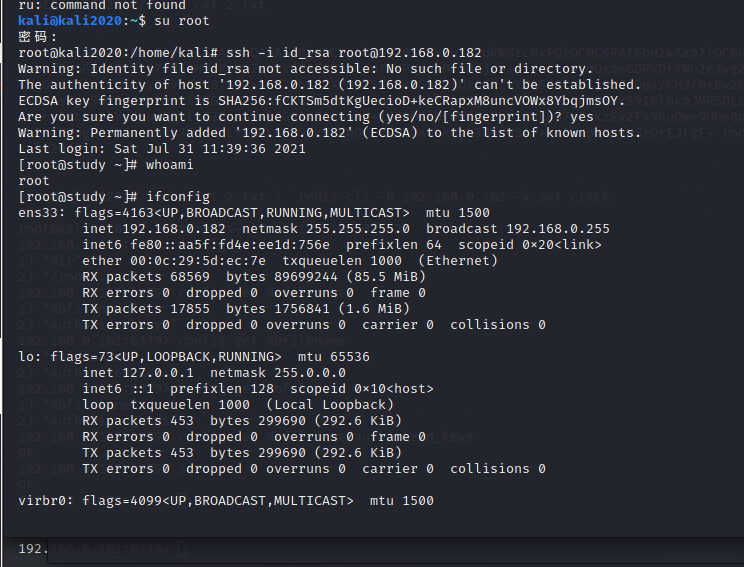 ru: command not found
kali@kali2020:~$ su root
密码：
root@kali2020:/home/kali# ssh -i id_rsa root@192.168.0.182
Warning: Identity file id_rsa not accessible: No such file or directory.
The authenticity of host '192.168.0.182 (192.168.0.182)' can't be established.
ECDSA key fingerprint is SHA256:fCKTSm5dtKgUecioD+keCRapxM8uncVOWx8YbqjmsOY.
Are you sure you want to continue connecting (yes/no/[fingerprint])? yes
Warning: Permanently added '192.168.0.182' (ECDSA) to the list of known hosts.
Last login: Sat Jul 31 11:39:36 2021
[root@study ~]# whoami
root
[root@study ~]# ifconfig
ens33: flags=4163<UP,BROADCAST,RUNNING,MULTICAST>  mtu 1500
        inet 192.168.0.182  netmask 255.255.255.0  broadcast 192.168.0.255
        inet6 fe80::aa5f:fd4e:ee1d:756e  prefixlen 64  scopeid 0×20<link>
        ether 00:0c:29:5d:ec:7e  txqueuelen 1000  (Ethernet)
        RX packets 68569  bytes 89699244 (85.5 MiB)
        RX errors 0  dropped 0  overruns 0  frame 0
        TX packets 17855  bytes 1756841 (1.6 MiB)
        TX errors 0  dropped 0 overruns 0  carrier 0  collisions 0
lo: flags=73<UP,LOOPBACK,RUNNING>  mtu 65536
        inet 127.0.0.1  netmask 255.0.0.0
        inet6 ::1  prefixlen 128  scopeid 0×10<host>
        loop  txqueuelen 1000  (Local Loopback)
        RX packets 453  bytes 299690 (292.6 KiB)
        RX errors 0  dropped 0  overruns 0  frame 0
        TX packets 453  bytes 299690 (292.6 KiB)
        TX errors 0  dropped 0 overruns 0  carrier 0  collisions 0
virbr0: flags=4099<UP,BROADCAST,MULTICAST>  mtu 1500
192.168.0.182:6379>